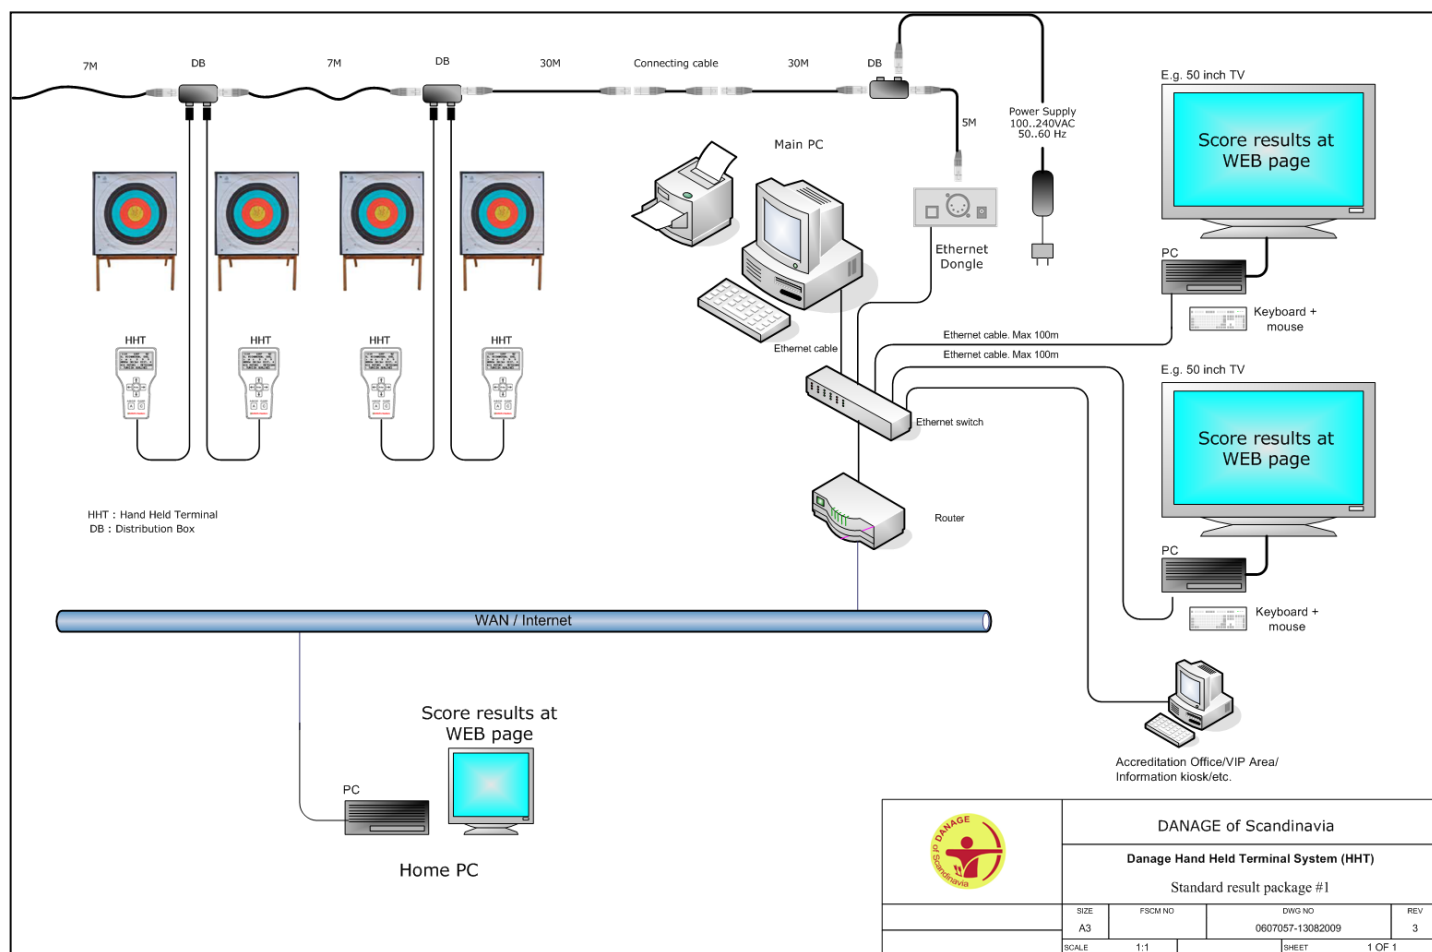 7M
DB
7M
DB
30M
Connecting cable
30M
DB
5M
Power Supply
100..240VAC
50..60 Hz
E.g. 50 inch TV
Score results at
WEB page
Main PC
Ethernet
Dongle
PC
Keyboard +
mouse
Ethernet cable. Max 100m
Ethernet cable. Max 100m
Ethernet cable
E.g. 50 inch TV
Score results at
WEB page
HHT
HHT
HHT
HHT
Ethernet switch
HHT : Hand Held Terminal
DB : Distribution Box
Router
PC
Keyboard +
mouse
WAN / Internet
Score results at
WEB page
PC
Home PC
Accreditation Office/VIP Area/
Information kiosk/etc.
DANAGE
of Scandinavia
DANAGE of Scandinavia
Danage Hand Held Terminal System (HHT)
Standard result package #1
SIZE
A3
FSCM NO
DWG NO
0607057-13082009
REV
3
SCALE
1:1
SHEET
1 OF 1